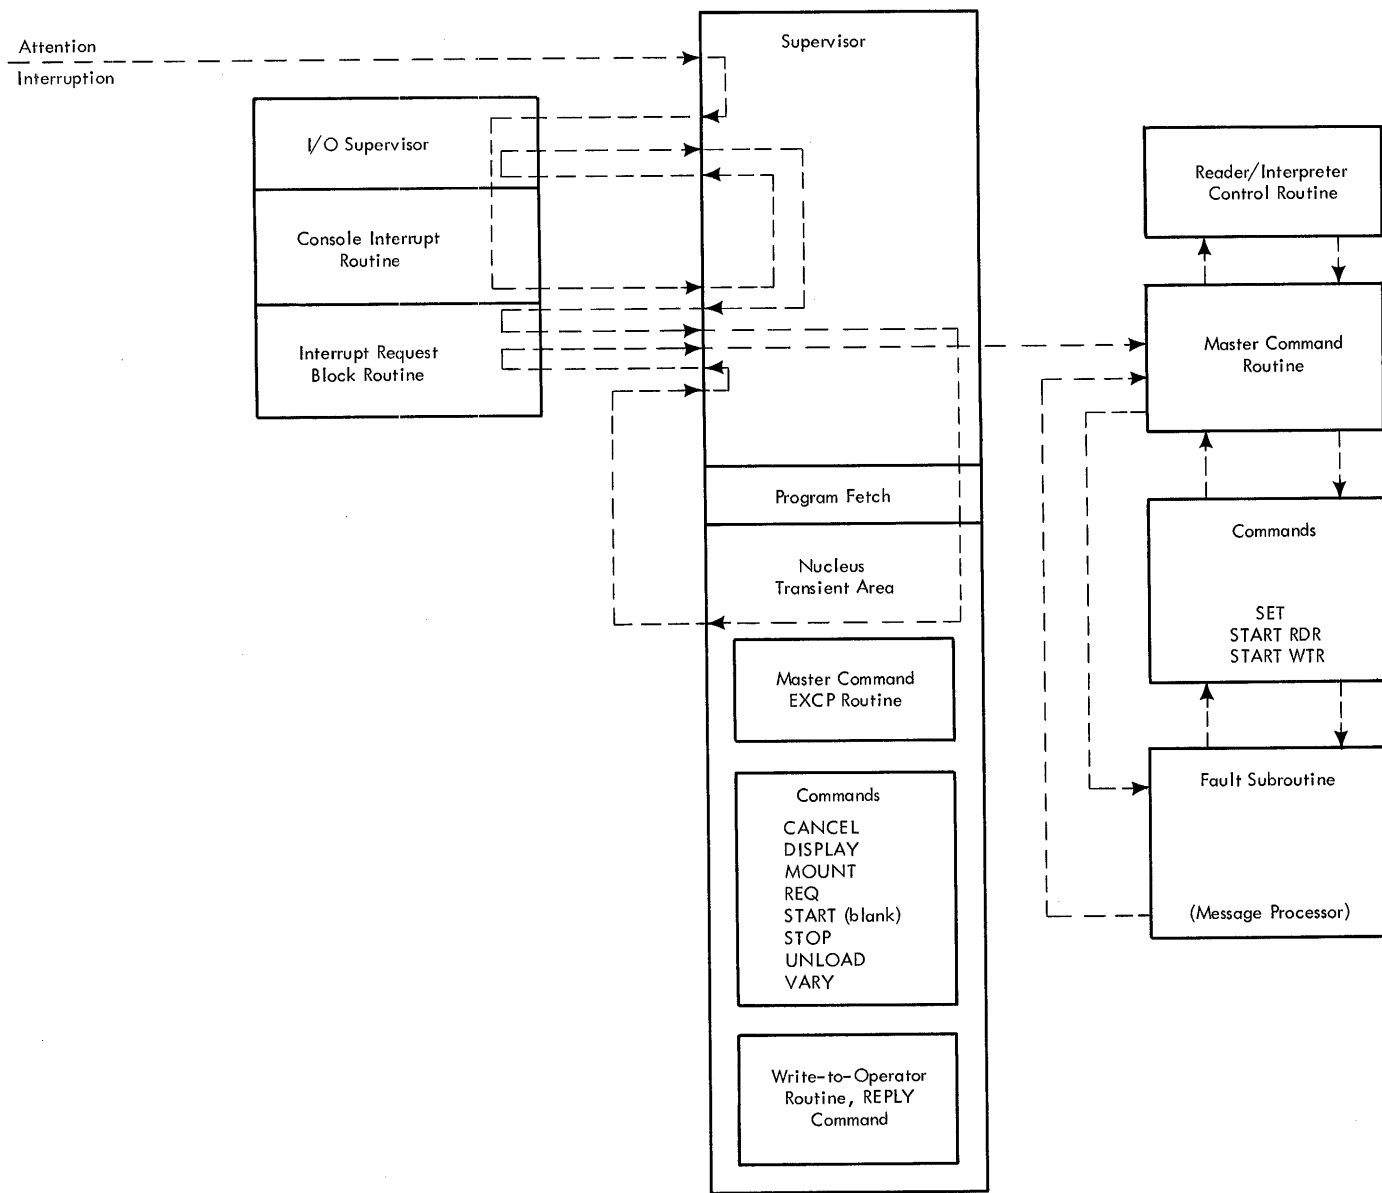 Attention
Interruption
Supervisor
I/O Supervisor
Console Interrupt
Routine
Interrupt Request
Block Routine
Program Fetch
Nucleus
Transient Area
Master Command
EXCP Routine
Commands
CANCEL
DISPLAY
MOUNT
REQ
START (blank)
STOP
UNLOAD
VARY
Write-to-Operator
Routine, REPLY
Command
Reader/Interpreter
Control Routine
Master Command
Routine
Commands
SET
START RDR
START WTR
Fault Subroutine
(Message Processor)